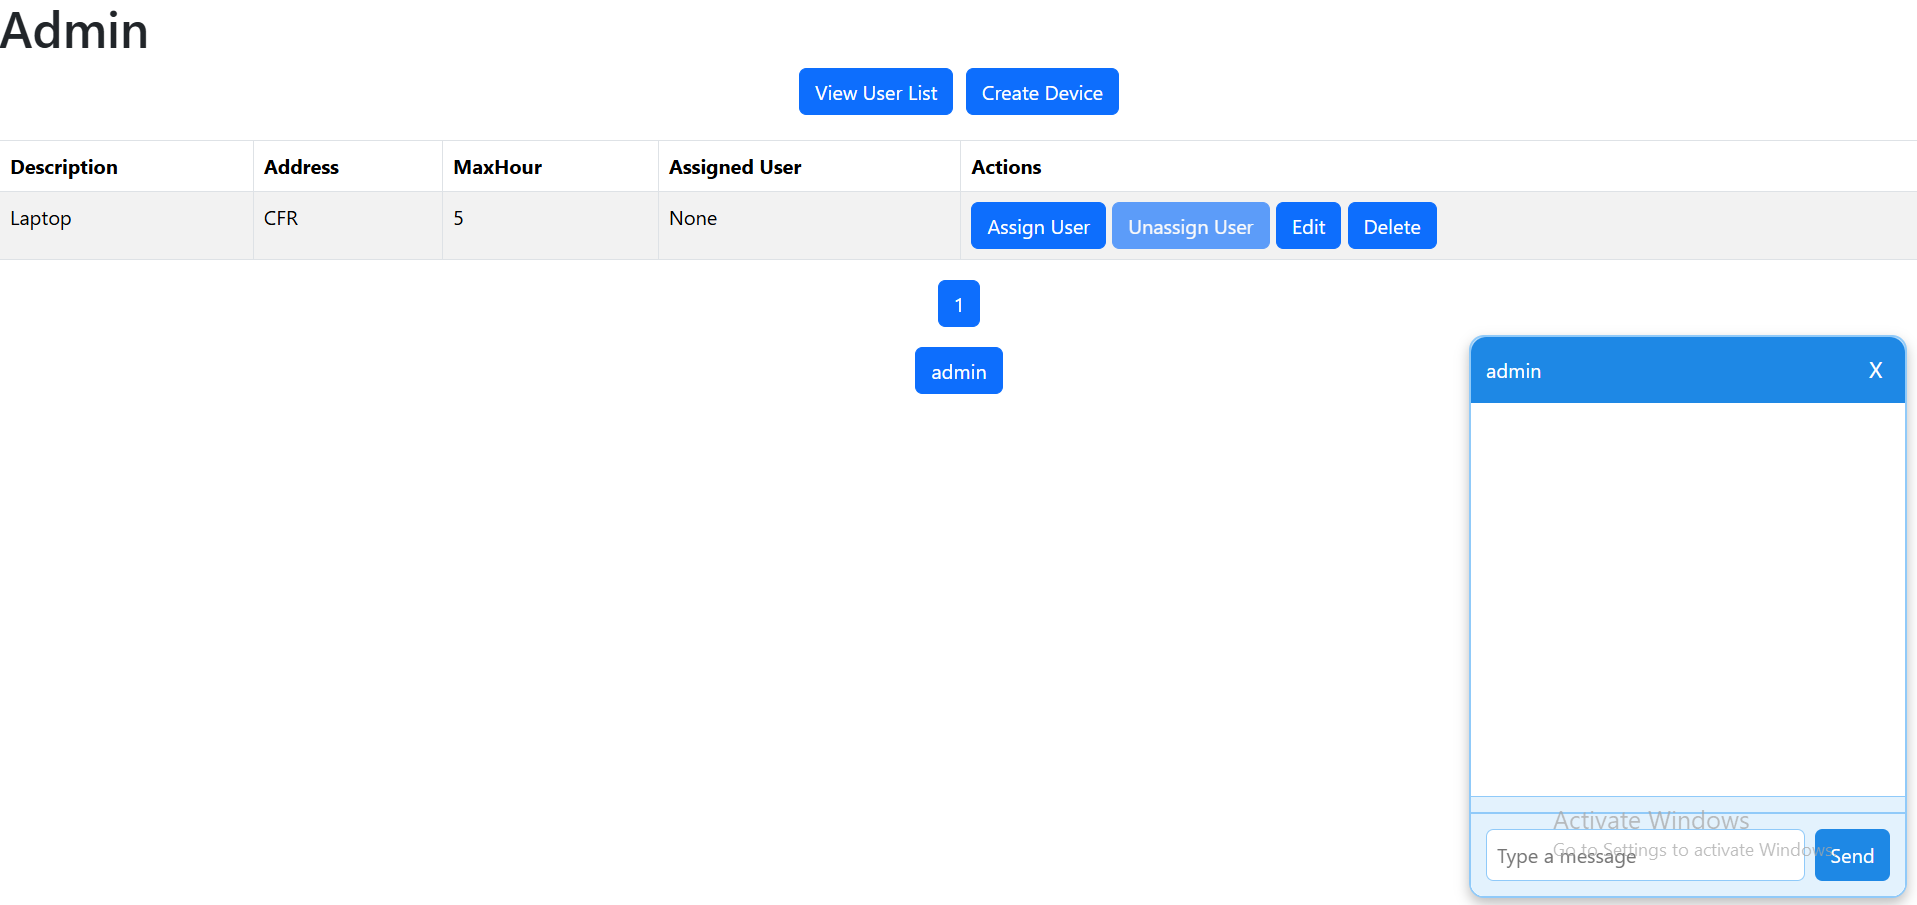 Admin
View User List Create Device
Description Address MaxHour Assigned User Actions
Laptop CFR 5 None Assign User Unassign User Edit Delete
1
admin
admin X
Activate Windows
Go to Settings to activate Windows
Type a message Send